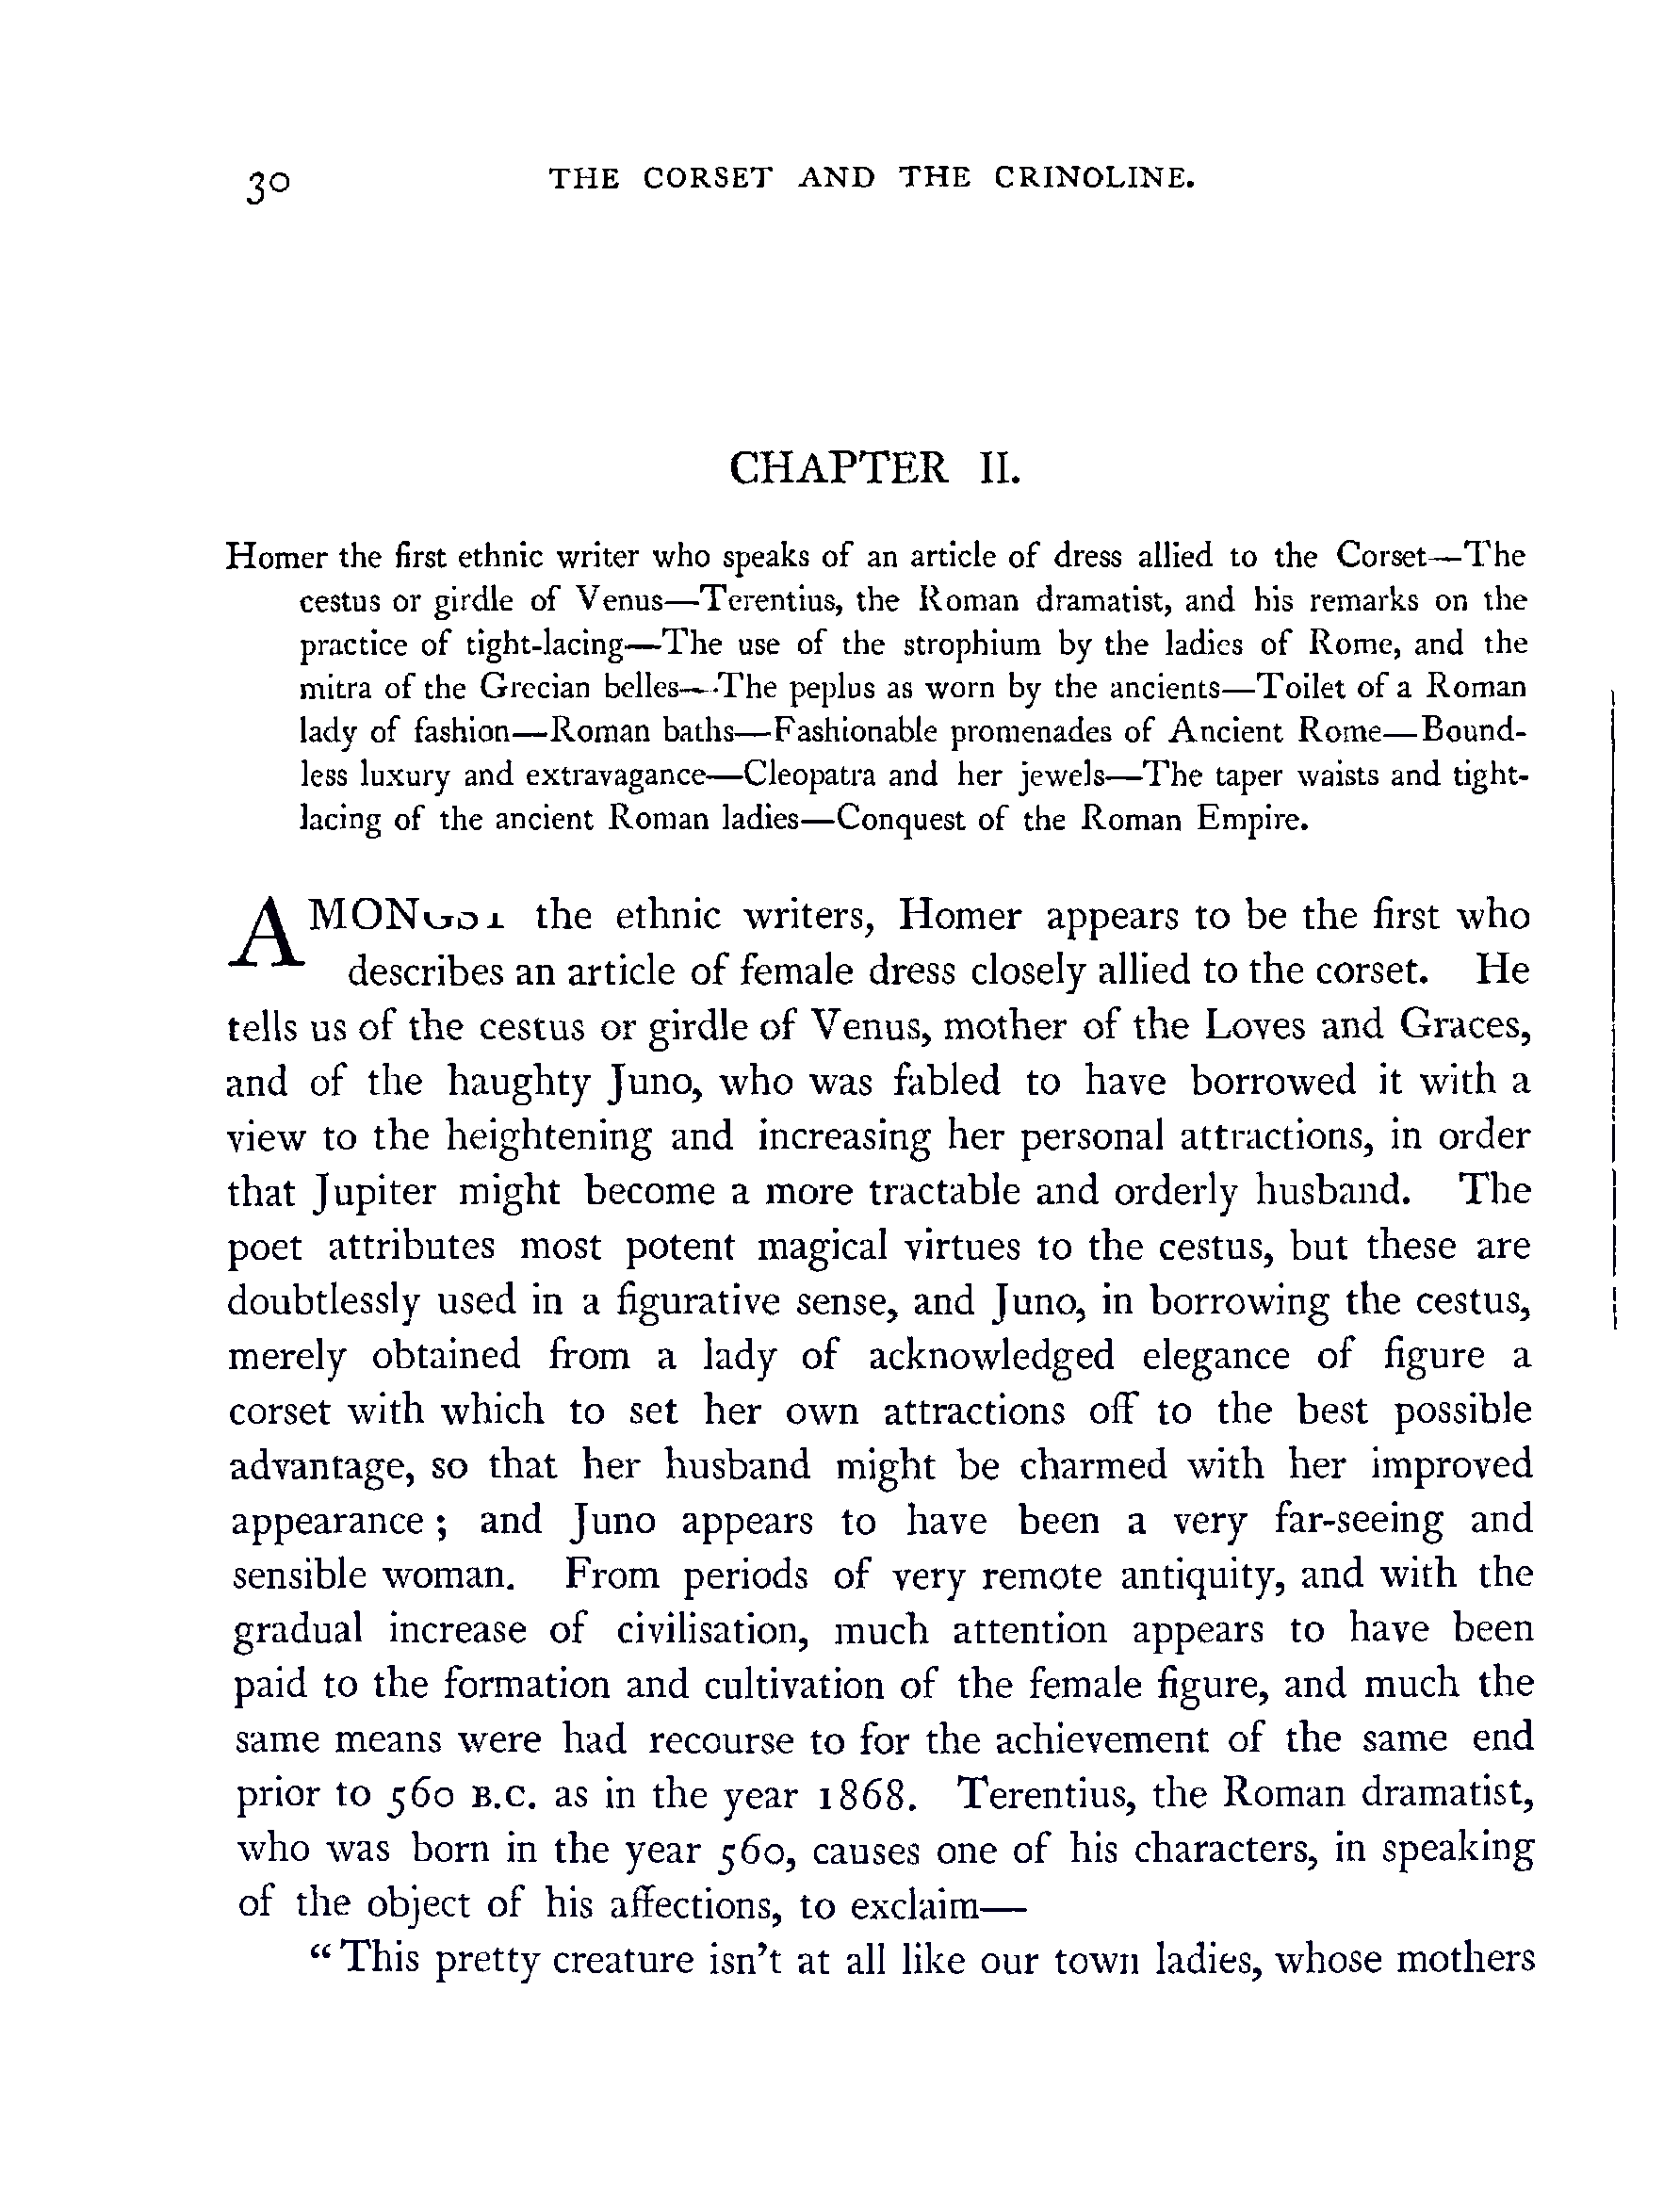 30 THE CORSET AND THE CRINOLINE.
CHAPTER II.
Homer the first ethnic writer who speaks of an article of dress allied to the Corset—The
cestus or girdle of Venus—Terentius, the Roman dramatist, and his remarks on the
practice of tight-lacing—The use of the strophium by the ladies of Rome, and the
mitra of the Grecian belles—The peplus as worn by the ancients—Toilet of a Roman
lady of fashion—Roman baths—Fashionable promenades of Ancient Rome—Bound-
less luxury and extravagance—Cleopatra and her jewels—The taper waists and tight-
lacing of the ancient Roman ladies—Conquest of the Roman Empire.
AMONGST the ethnic writers, Homer appears to be the first who
describes an article of female dress closely allied to the corset. He
tells us of the cestus or girdle of Venus, mother of the Loves and Graces,
and of the haughty Juno, who was fabled to have borrowed it with a
view to the heightening and increasing her personal attractions, in order
that Jupiter might become a more tractable and orderly husband. The
poet attributes most potent magical virtues to the cestus, but these are
doubtlessly used in a figurative sense, and Juno, in borrowing the cestus,
merely obtained from a lady of acknowledged elegance of figure a
corset with which to set her own attractions off to the best possible
advantage, so that her husband might be charmed with her improved
appearance; and Juno appears to have been a very far-seeing and
sensible woman. From periods of very remote antiquity, and with the
gradual increase of civilisation, much attention appears to have been
paid to the formation and cultivation of the female figure, and much the
same means were had recourse to for the achievement of the same end
prior to 560 B.C. as in the year 1868. Terentius, the Roman dramatist,
who was born in the year 560, causes one of his characters, in speaking
of the object of his affections, to exclaim—
“This pretty creature isn’t at all like our town ladies, whose mothers